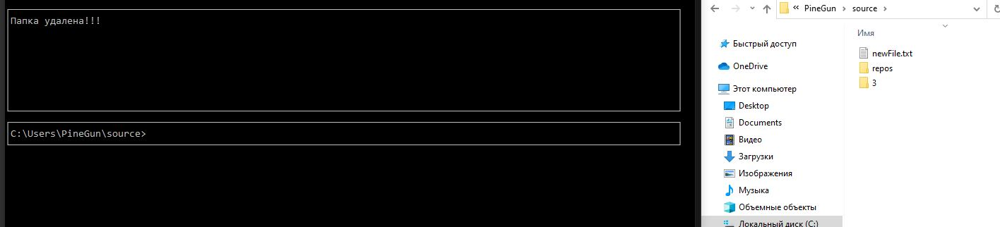 Папка удалена!!!
C:\Users\PineGun\source>
« PineGun > source >
Имя
Быстрый доступ
OneDrive
Этот компьютер
Desktop
Documents
Видео
Загрузки
Изображения
Музыка
Объемные объекты
Локальный диск (C:)
newFile.txt
repos
3